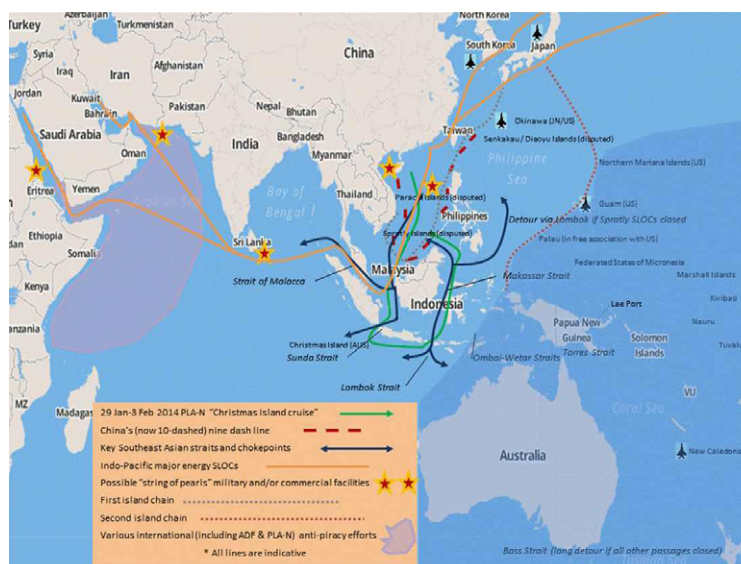 Turkey
Azerbaijan
Turkmenistan
Syria
Iraq
Jordan
Kuwait
Bahrain
Iran
Afghanistan
Pakistan
Saudi Arabia
Oman
Yemen
Eritrea
Ethiopia
Somalia
Kenya
Tanzania
MZ
Madagas
Arabian Sea
Nepal
Bhutan
Bangladesh
India
Myanmar
Bay of
Bengal
Sri Lanka
China
North Korea
South Korea
Japan
Okinawa (JN/US)
Senkakau / Diaoyu Islands (disputed)
Taiwan
Philippine
Sea
Northern Mariana Islands (US)
Guam (US)
Detour via Lombok if Spratly SLOCs closed
Palau (in free association with US)
Federated States of Micronesia
Marshall Islands
Kiribati
Nauru
Tuvalu
Thailand
Paracel Islands (disputed)
Philippines
Spratly Islands (disputed)
Malaysia
Strait of Malacca
Makassar Strait
Indonesia
Christmas Island (AUS)
Sunda Strait
Lombok Strait
Ombai-Wetar Straits
Torres Strait
Lae Port
Papua New
Guinea
Solomon
Islands
VU
Coral Sea
New Caledonia
Australia
Bass Strait (long detour if all other passages closed)
Tasman Sea
29 Jan-3 Feb 2014 PLA-N "Christmas Island cruise"
China's (now 10-dashed) nine dash line
Key Southeast Asian straits and chokepoints
Indo-Pacific major energy SLOCs
Possible "string of pearls" military and/or commercial facilities
First island chain
Second island chain
Various international (including ADF & PLA-N) anti-piracy efforts
* All lines are indicative